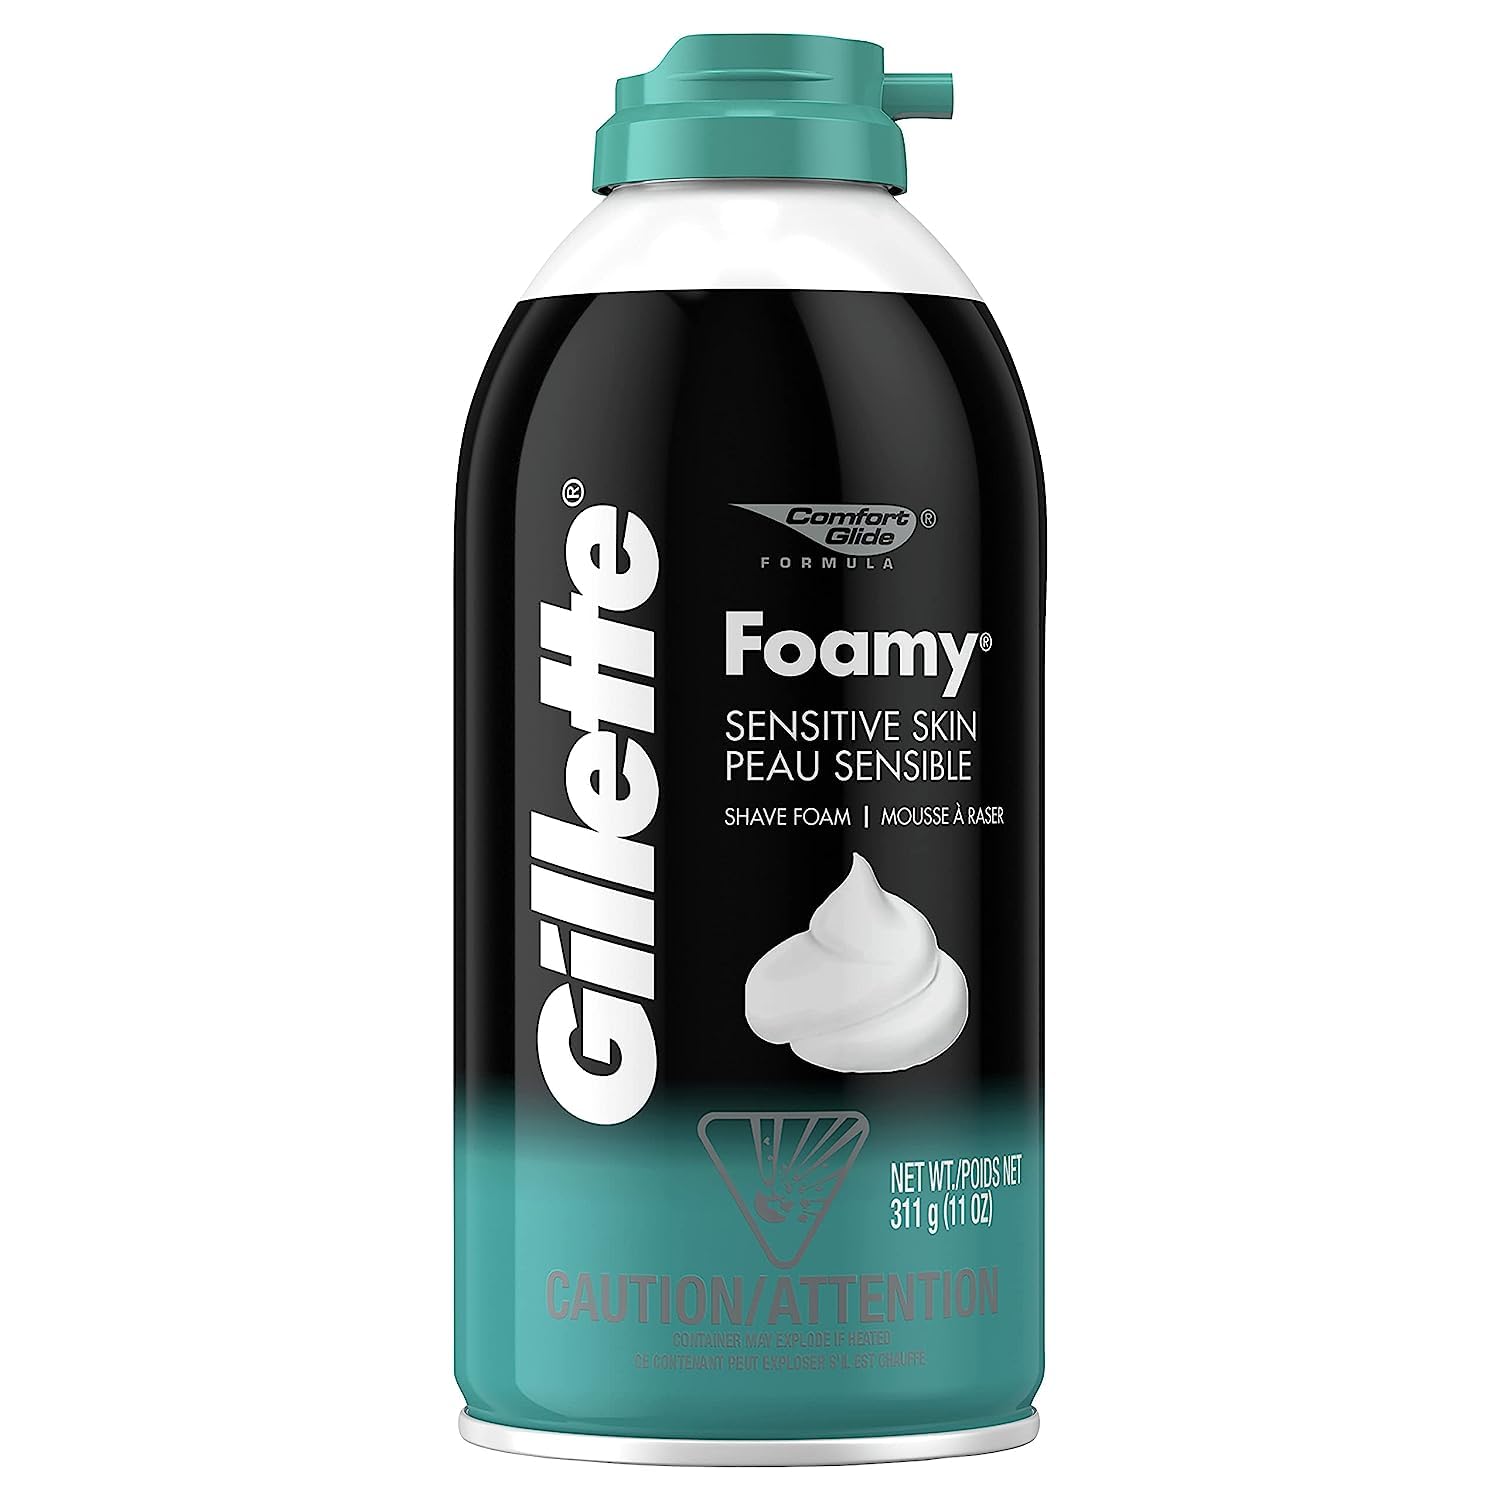 Gillette®
Comfort ®
Glide
FORMULA
Foamy®
SENSITIVE SKIN
PEAU SENSIBLE
SHAVE FOAM | MOUSSE À RASER
NET WT./POIDS NET
311 g (11 OZ)
CAUTION/ATTENTION
CONTAINER MAY EXPLODE IF HEATED
CE CONTENANT PEUT EXPLOSER S'IL EST CHAUFFE